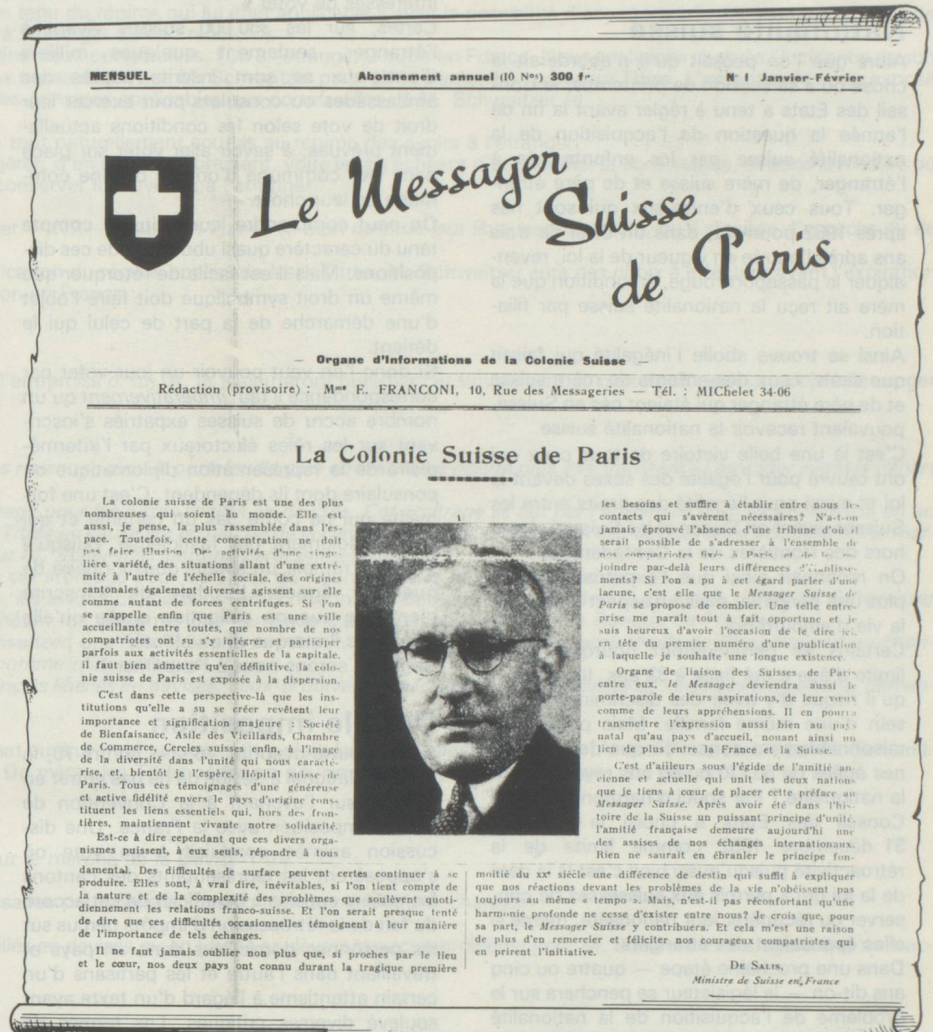 MENSUEL
Abonnement annuel (10 Nos) 300 fr.
N° 1 Janvier-Février
Le Messager
Suisse
de Paris
Organe d'Informations de la Colonie Suisse
Rédaction (provisoire) : Mme F. FRANCONI, 10, Rue des Messageries — Tél. : MIChelet 34-06
La Colonie Suisse de Paris
La colonie suisse de Paris est une des plus
nombreuses qui soient au monde. Elle est
aussi, je pense, la plus rassemblée dans l'es-
pace. Toutefois, cette concentration ne doit
pas faire illusion. Des activités d'une singu-
lière variété, des situations allant d'une extré-
mité à l'autre de l'échelle sociale, des origines
cantonales également diverses agissent sur elle
comme autant de forces centrifuges. Si l'on
se rappelle enfin que Paris est une ville
accueillante entre toutes, que nombre de nos
compatriotes ont su s'y intégrer et participer
parfois aux activités essentielles de la capitale,
il faut bien admettre qu'en définitive, la colo-
nie suisse de Paris est exposée à la dispersion.
C'est dans cette perspective-là que les ins-
titutions qu'elle a su se créer revêtent leur
importance et signification majeure : Société
de Bienfaisance, Asile des Vieillards, Chambre
de Commerce, Cercles suisses enfin, à l'image
de la diversité dans l'unité qui nous caracté-
rise, et, bientôt je l'espère, Hôpital suisse de
Paris. Tous ces témoignages d'une généreuse
et active fidélité envers le pays d'origine cons-
tituent les liens essentiels qui, hors des fron-
tières, maintiennent vivante notre solidarité.
Est-ce à dire cependant que ces divers orga-
nismes puissent, à eux seuls, répondre à tous
les besoins et suffire à établir entre nous les
contacts qui s'avèrent nécessaires? N'a-t-on
jamais éprouvé l'absence d'une tribune d'où il
serait possible de s'adresser à l'ensemble de
nos compatriotes fixés à Paris et de les
joindre par-delà leurs différences d'établisse-
ments? Si l'on a pu à cet égard parler d'une
lacune, c'est elle que le Messager Suisse de
Paris se propose de combler. Une telle entre-
prise me paraît tout à fait opportune et je
suis heureux d'avoir l'occasion de le dire ici,
en tête du premier numéro d'une publication
à laquelle je souhaite une longue existence.
Organe de liaison des Suisses de Paris
entre eux, le Messager deviendra aussi le
porte-parole de leurs aspirations, de leur vœux
comme de leurs appréhensions. Il en pourra
transmettre l'expression aussi bien au pays
natal qu'au pays d'accueil, nouant ainsi un
lien de plus entre la France et la Suisse.
C'est d'ailleurs sous l'égide de l'amitié an-
cienne et actuelle qui unit les deux nations
que je tiens à cœur de placer cette préface au
Messager Suisse. Après avoir été dans l'his-
toire de la Suisse un puissant principe d'unité,
l'amitié française demeure aujourd'hui une
des assises de nos échanges internationaux.
Rien ne saurait en ébranler le principe fon-
damental. Des difficultés de surface peuvent certes continuer à se
produire. Elles sont, à vrai dire, inévitables, si l'on tient compte de
la nature et de la complexité des problèmes que soulèvent quoti-
diennement les relations franco-suisse. Et l'on serait presque tenté
de dire que ces difficultés occasionnelles témoignent à leur manière
de l'importance de tels échanges.
Il ne faut jamais oublier non plus que, si proches par le lieu
et le cœur, nos deux pays ont connu durant la tragique première
moitié du xxe siècle une différence de destin qui suffit à expliquer
que nos réactions devant les problèmes de la vie n'obéissent pas
toujours au même « tempo ». Mais, n'est-il pas réconfortant qu'une
harmonie profonde ne cesse d'exister entre nous? Je crois que, pour
sa part, le Messager Suisse y contribuera. Et cela m'est une raison
de plus d'en remercier et féliciter nos courageux compatriotes qui
en prirent l'initiative.
DE SALIS,
Ministre de Suisse en France